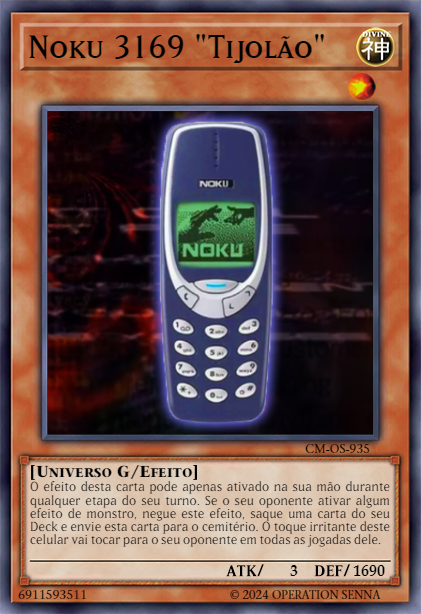 Noku 3169 "Tijolão"
DIVINE
神
NOKU
NOKU
CM-OS-935
[Universo G/Efeito]
O efeito desta carta pode apenas ativado na sua mão durante
qualquer etapa do seu turno. Se o seu oponente ativar algum
efeito de monstro, negue este efeito, saque uma carta do seu
Deck e envie esta carta para o cemitério. O toque irritante deste
celular vai tocar para o seu oponente em todas as jogadas dele.
ATK/ 3 DEF/1690
6911593511 © 2024 OPERATION SENNA